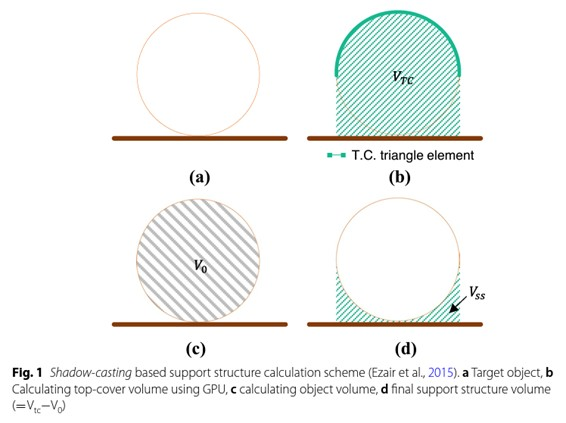 V_TC
T.C. triangle element
(a)
(b)
V_0
V_SS
(c)
(d)
Fig. 1 Shadow-casting based support structure calculation scheme (Ezair et al., 2015). a Target object, b
Calculating top-cover volume using GPU, c calculating object volume, d final support structure volume
(=V_tc−V_0)